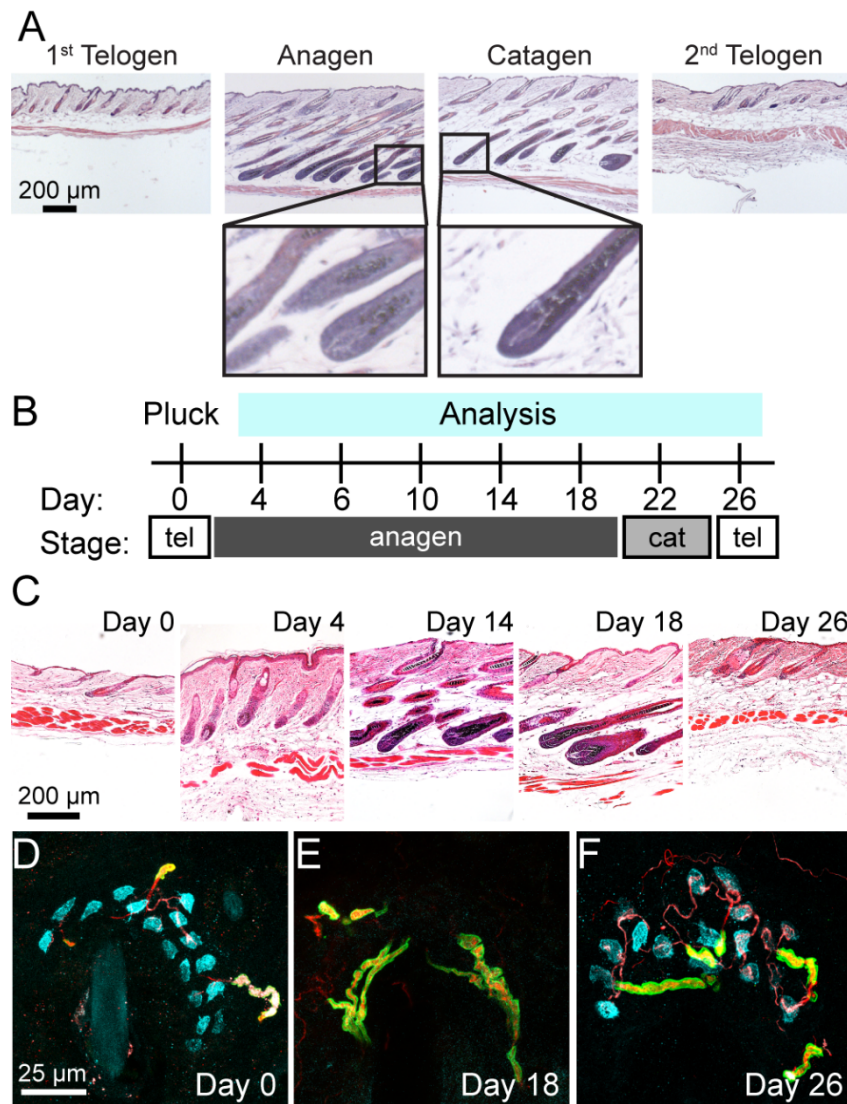 A
1st Telogen Anagen Catagen 2nd Telogen
200 µm
B
Pluck Analysis
Day: 0 4 6 10 14 18 22 26
Stage: tel anagen cat tel
C
Day 0 Day 4 Day 14 Day 18 Day 26
200 µm
D E F
25 µm Day 0 Day 18 Day 26